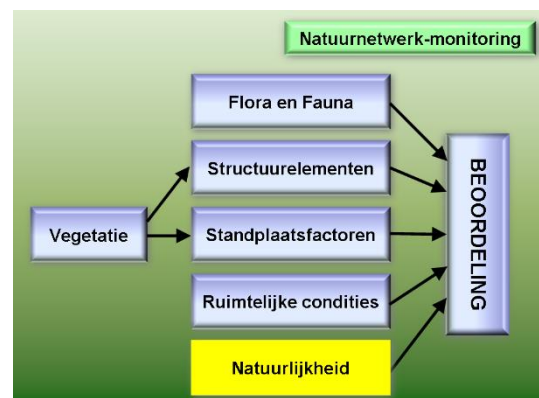 Natuurnetwerk-monitoring
Flora en Fauna
Structuurelementen
Vegetatie
Standplaatsfactoren
Ruimtelijke condities
Natuurlijkheid
BEOORDELING